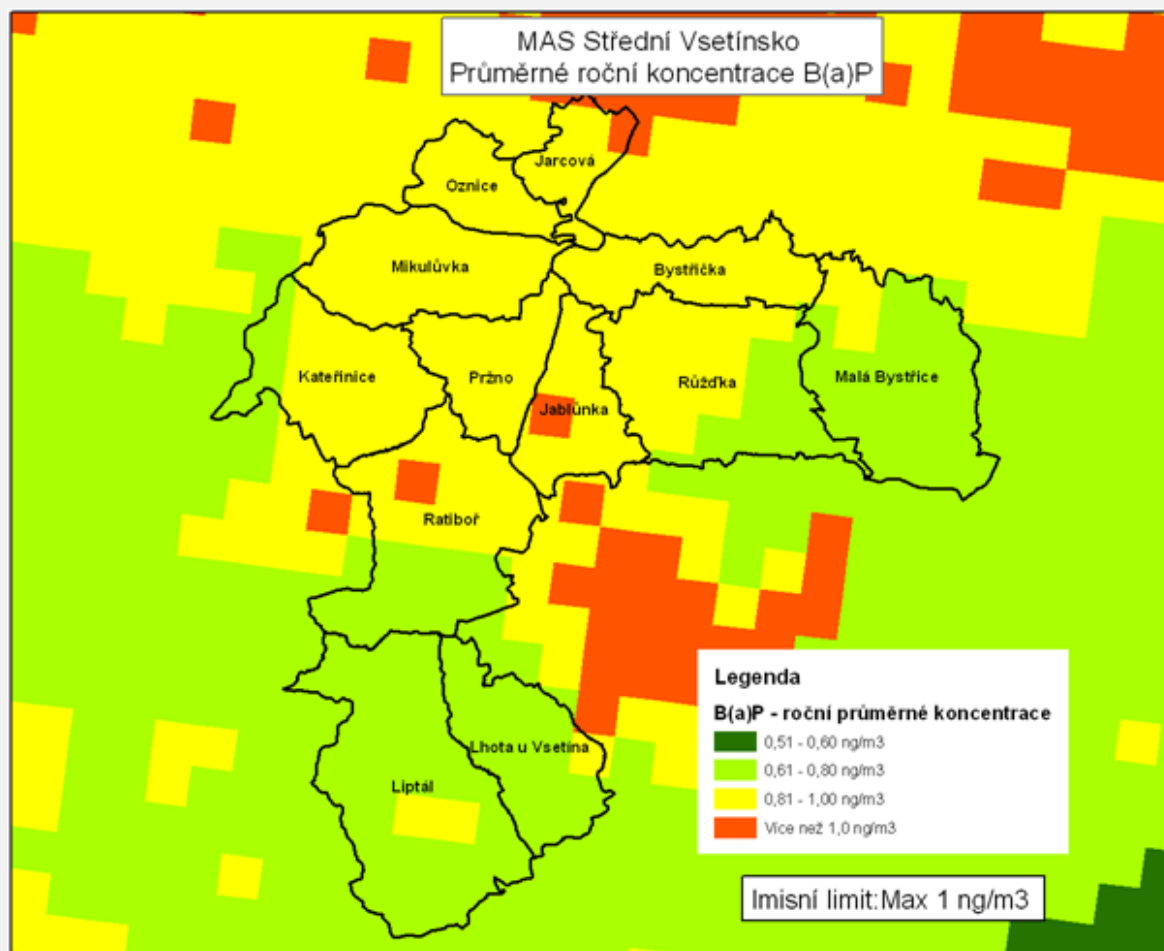 MAS Střední Vsetínsko
Průměrné roční koncentrace B(a)P
Jarcová
Oznice
Mikulůvka
Bystřička
Kateřinice
Pržno
Jablůnka
Růžďka
Malá Bystřice
Ratiboř
Lhota u Vsetína
Liptál
Legenda
B(a)P - roční průměrné koncentrace
0,51 - 0,60 ng/m3
0,61 - 0,80 ng/m3
0,81 - 1,00 ng/m3
Více než 1,0 ng/m3
Imisní limit:Max 1 ng/m3